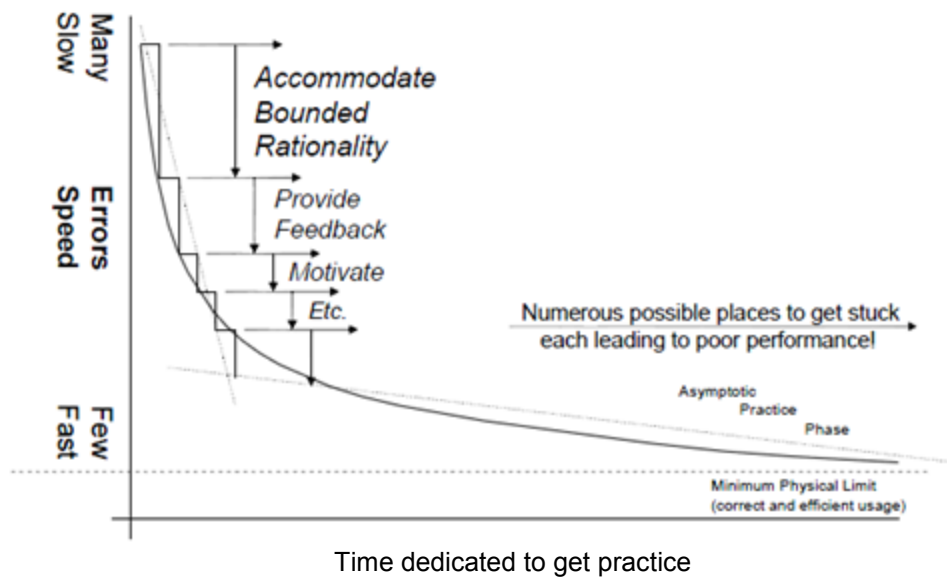 Many
Slow
Errors
Speed
Few
Fast
Accommodate
Bounded
Rationality
Provide
Feedback
Motivate
Etc.
Numerous possible places to get stuck
each leading to poor performance!
Asymptotic
Practice
Phase
Minimum Physical Limit
(correct and efficient usage)
Time dedicated to get practice